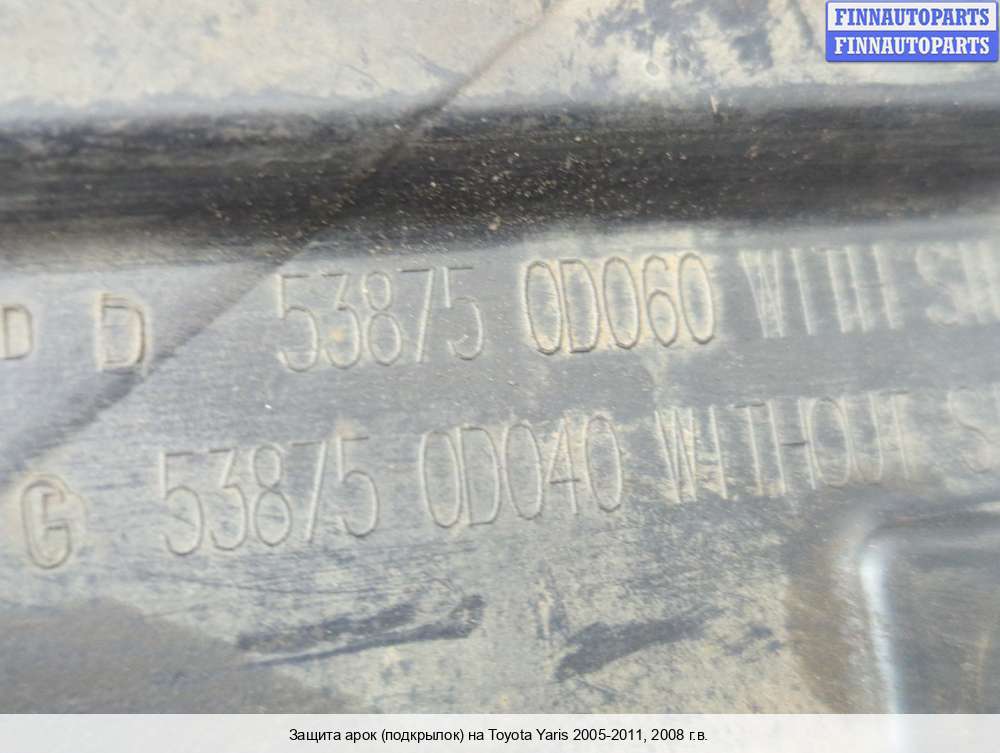 FINNAUTOPARTS
FINNAUTOPARTS
D D 53875 0D060 WITH
G 53875 0D040 WITHOUT S
Защита арок (подкрылок) на Toyota Yaris 2005-2011, 2008 г.в.